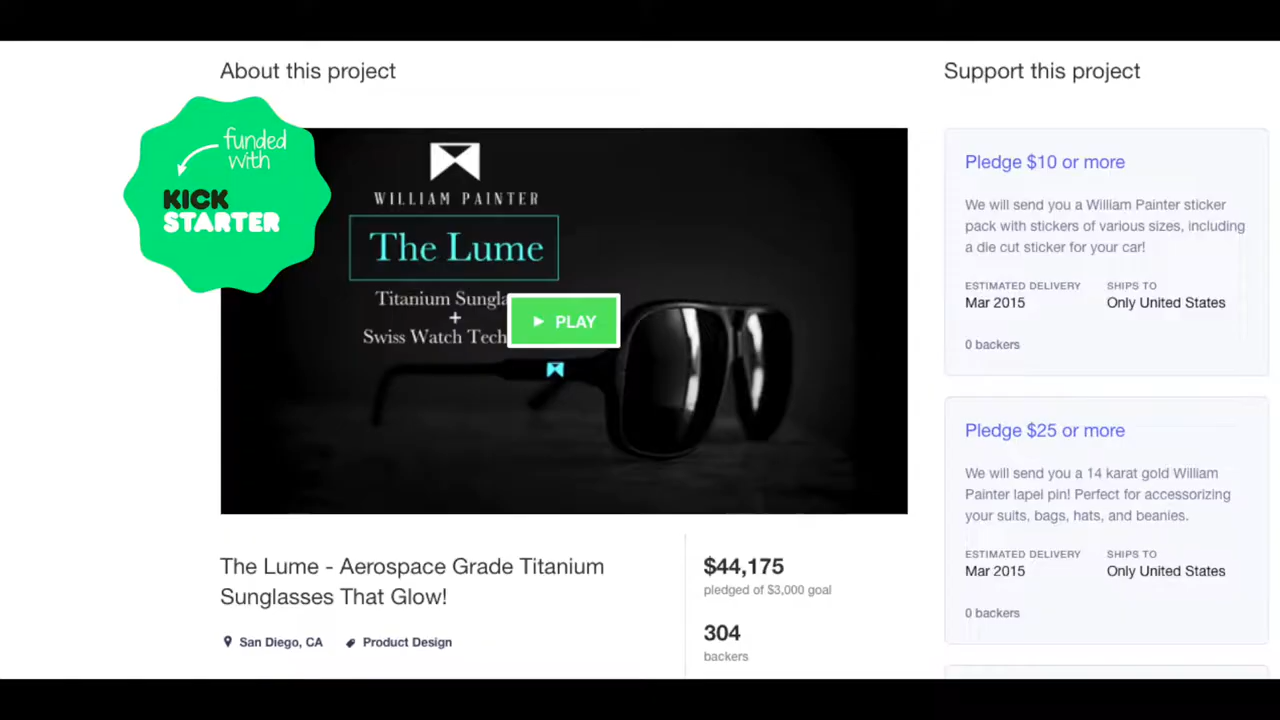 About this project
funded
with
KICK
STARTER
WILLIAM PAINTER
The Lume
Titanium
+
Swiss Watch
PLAY
The Lume - Aerospace Grade Titanium
Sunglasses That Glow!
San Diego, CA
Product Design
$44,175
pledged of $3,000 goal
304
backers
Support this project
Pledge $10 or more
We will send you a William Painter sticker
pack with stickers of various sizes, including
a die cut sticker for your car!
ESTIMATED DELIVERY SHIPS TO
Mar 2015 Only United States
0 backers
Pledge $25 or more
We will send you a 14 karat gold William
Painter lapel pin! Perfect for accessorizing
your suits, bags, hats, and beanies.
ESTIMATED DELIVERY SHIPS TO
Mar 2015 Only United States
0 backers